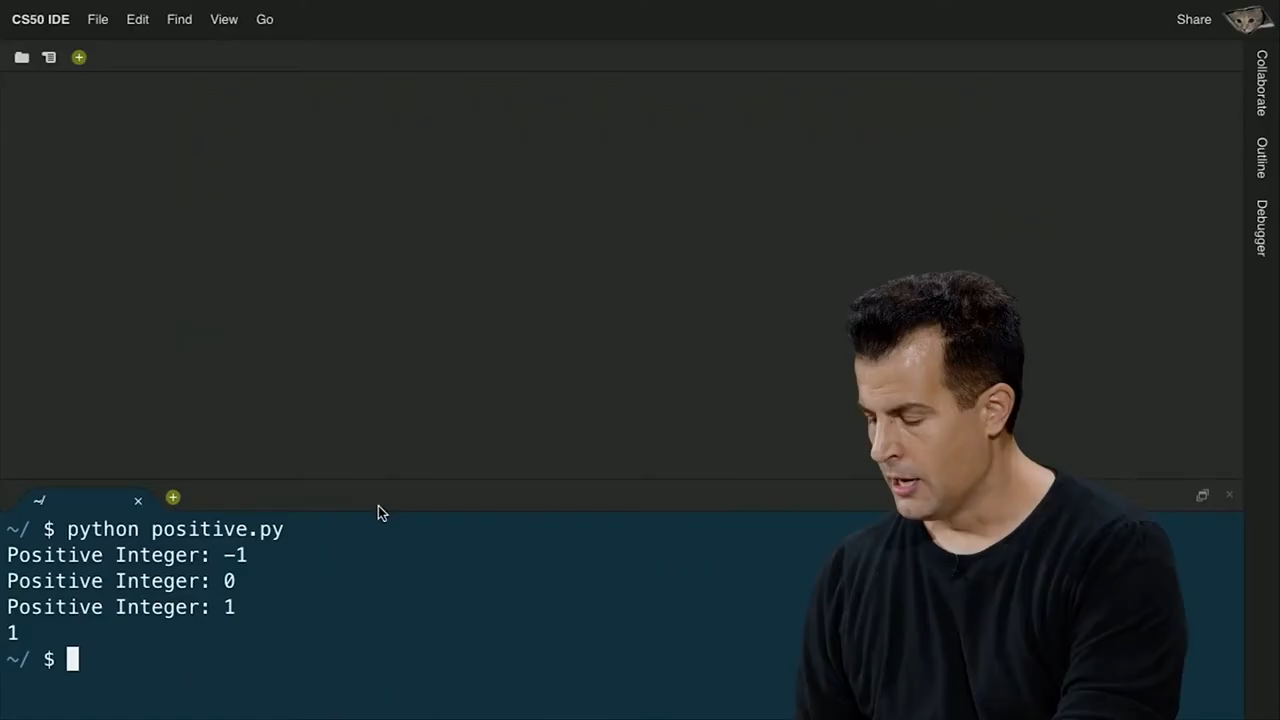 CS50 IDE File Edit Find View Go Share
Collaborate
Outline
Debugger
~/
~/ $ python positive.py
Positive Integer: -1
Positive Integer: 0
Positive Integer: 1
1
~/ $